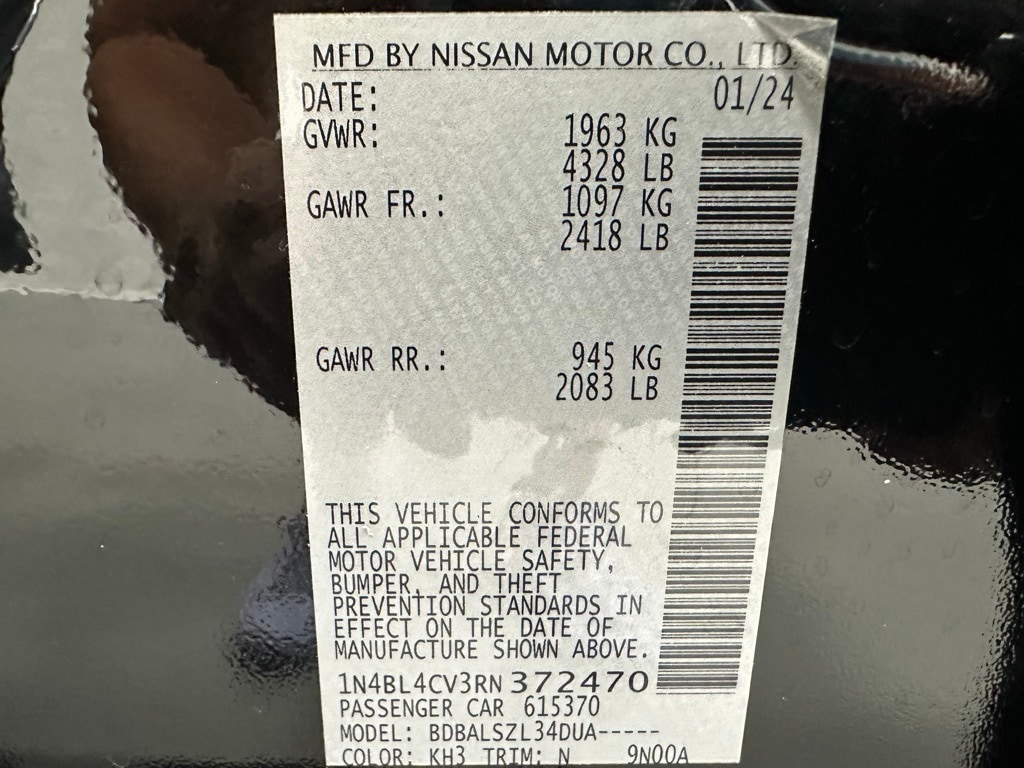 MFD BY NISSAN MOTOR CO., LTD.
DATE: 01/24
GVWR: 1963 KG
4328 LB
GAWR FR.: 1097 KG
2418 LB
GAWR RR.: 945 KG
2083 LB
THIS VEHICLE CONFORMS TO
ALL APPLICABLE FEDERAL
MOTOR VEHICLE SAFETY,
BUMPER, AND THEFT
PREVENTION STANDARDS IN
EFFECT ON THE DATE OF
MANUFACTURE SHOWN ABOVE.
1N4BL4CV3RN372470
PASSENGER CAR 615370
MODEL: BDBALSZL34DUA-----
COLOR: KH3 TRIM: N 9N00A